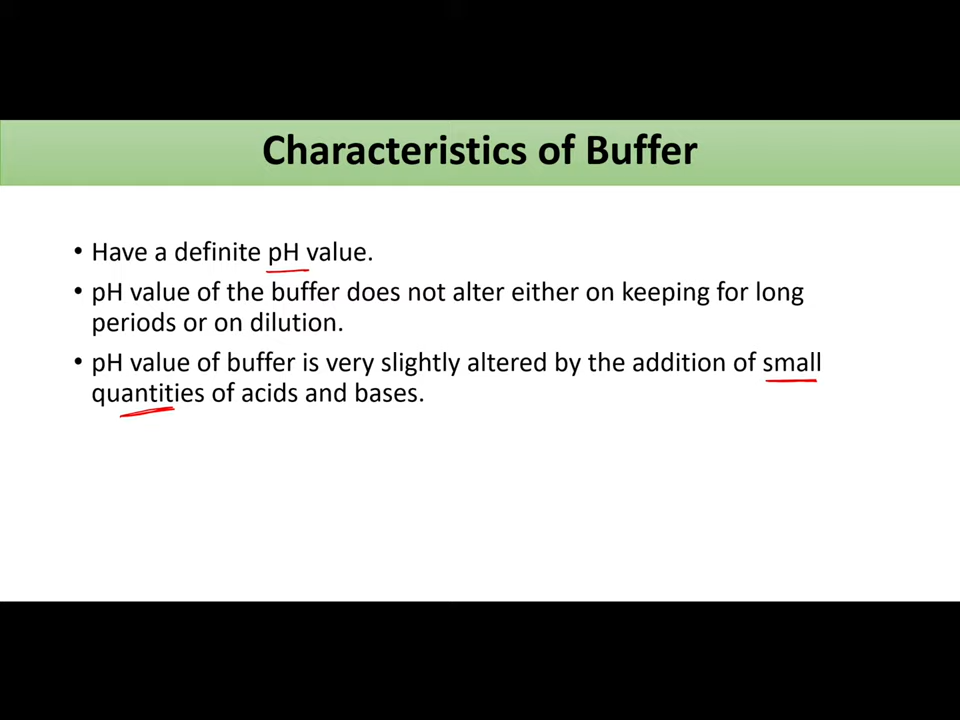 Characteristics of Buffer
• Have a definite pH value.
• pH value of the buffer does not alter either on keeping for long
periods or on dilution.
• pH value of buffer is very slightly altered by the addition of small
quantities of acids and bases.